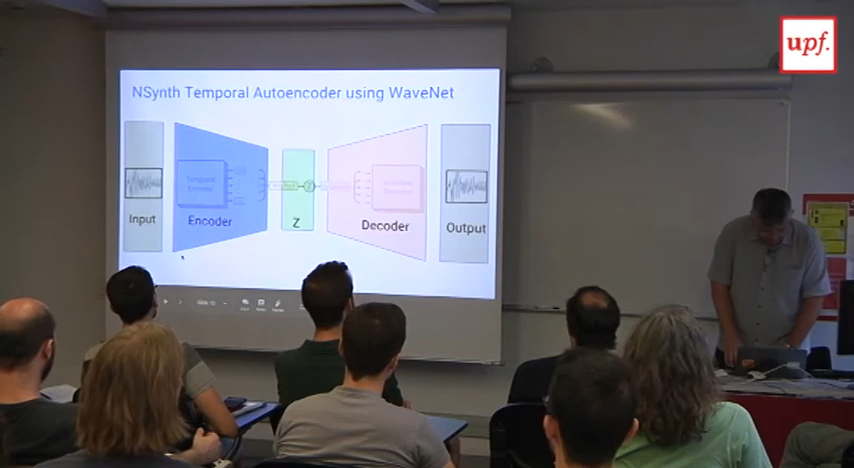 upf.
NSynth Temporal Autoencoder using WaveNet
Input
Encoder
Z
Decoder
Output